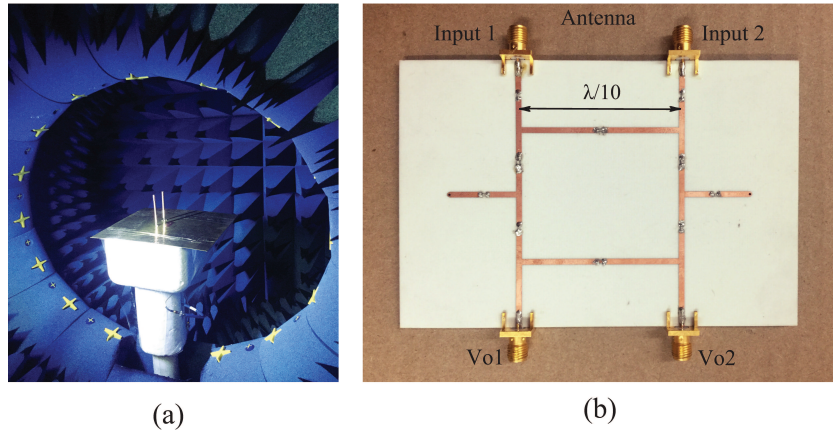 Antenna
Input 1
Input 2
λ/10
Vo1
Vo2
(a)
(b)